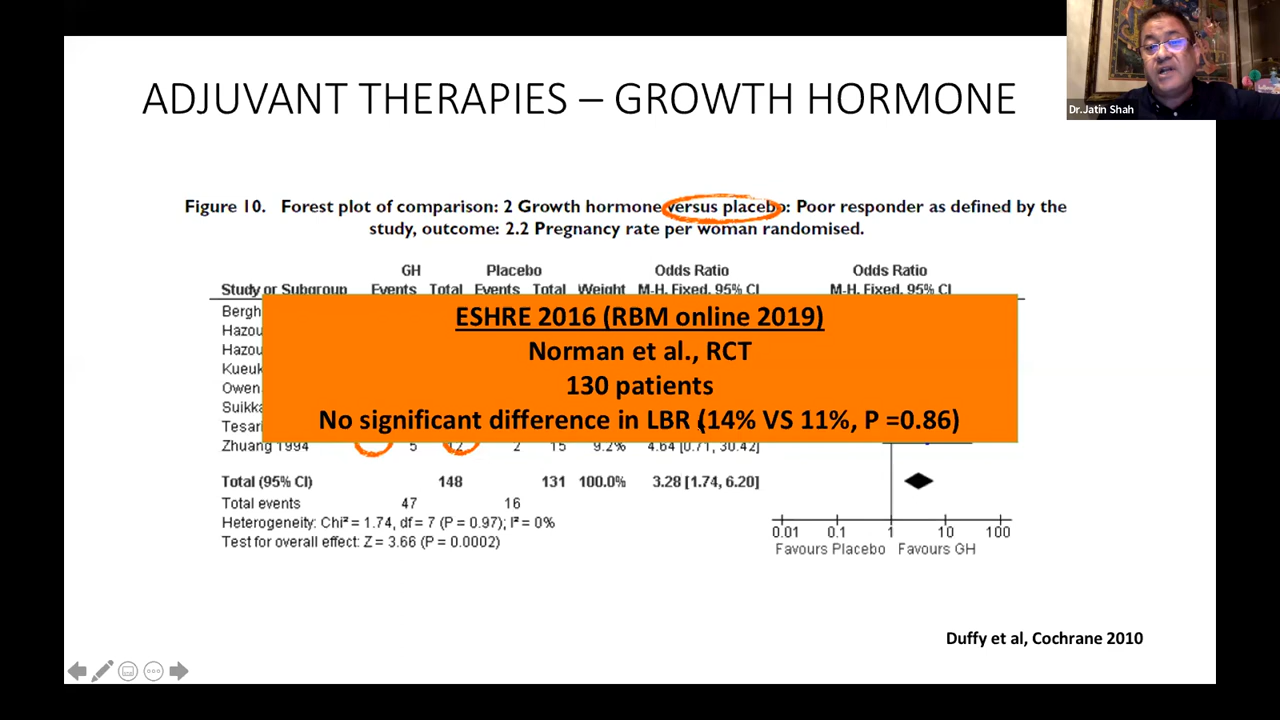 Dr.Jatin Shah
ADJUVANT THERAPIES – GROWTH HORMONE
Figure 10. Forest plot of comparison: 2 Growth hormone versus placebo: Poor responder as defined by the
study, outcome: 2.2 Pregnancy rate per woman randomised.
GH Placebo Odds Ratio Odds Ratio
Study or Subgroup Events Total Events Total Weight M-H, Fixed, 95% CI M-H, Fixed, 95% CI
Bergh
Hazou
Hazou
Kueuk
Owen
Suikka
Tesari
ESHRE 2016 (RBM online 2019)
Norman et al., RCT
130 patients
No significant difference in LBR (14% VS 11%, P =0.86)
Zhuang 1994 5 12 2 15 9.2% 4.64 [0.71, 30.42]
Total (95% CI) 148 131 100.0% 3.28 [1.74, 6.20]
Total events 47 16
Heterogeneity: Chi² = 1.74, df = 7 (P = 0.97); I² = 0%
Test for overall effect: Z = 3.66 (P = 0.0002)
0.01 0.1 1 10 100
Favours Placebo Favours GH
Duffy et al, Cochrane 2010